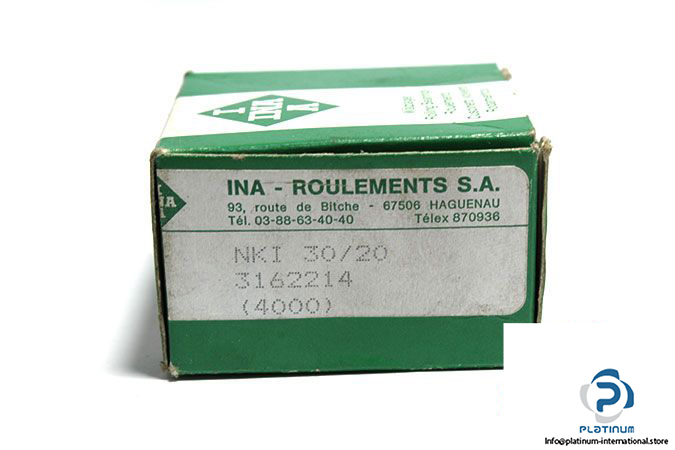 I
INA
A
INA - ROULEMENTS S.A.
93, route de Bitche - 67506 HAGUENAU
Tél. 03-88-63-40-40 Télex 870936
NKI 30/20
3162214
(4000)
PLATINUM
Info@platinum-international.store